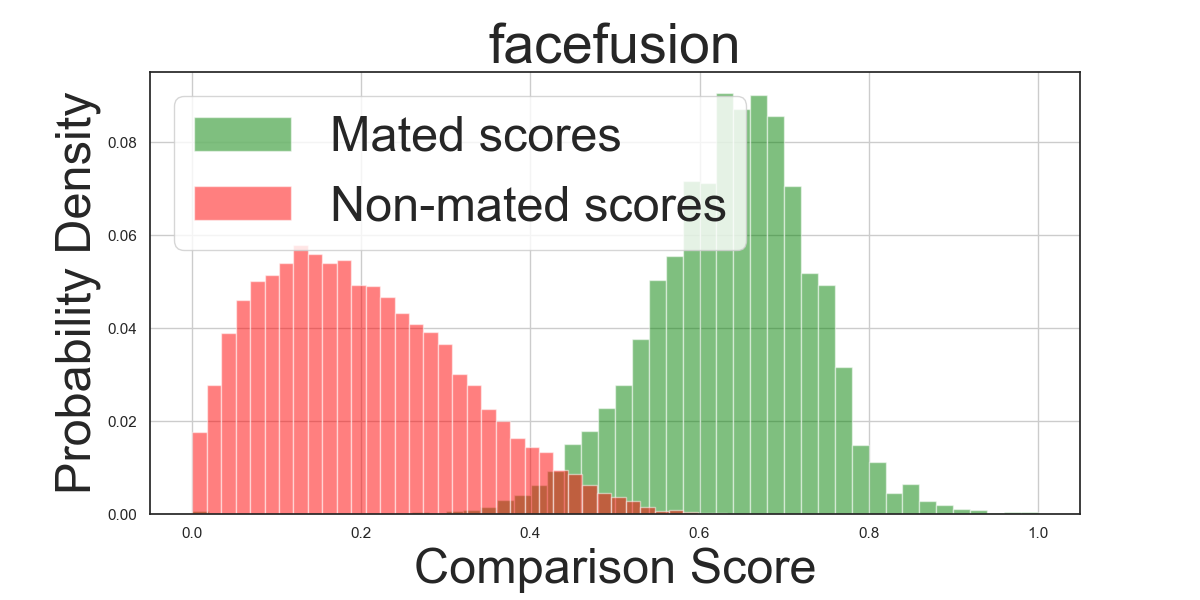 facefusion
Mated scores
Non-mated scores
Probability Density
0.08
0.06
0.04
0.02
0.00
0.0 0.2 0.4 0.6 0.8 1.0
Comparison Score